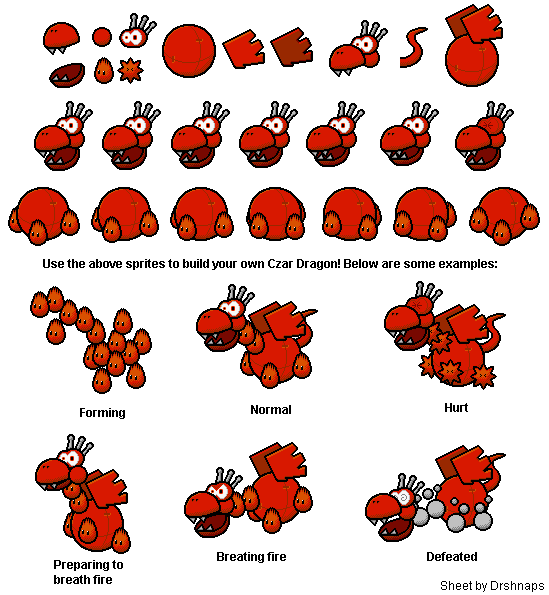 Use the above sprites to build your own Czar Dragon! Below are some examples:
Forming
Normal
Hurt
Preparing to
breath fire
Breating fire
Defeated
Sheet by Drshnaps